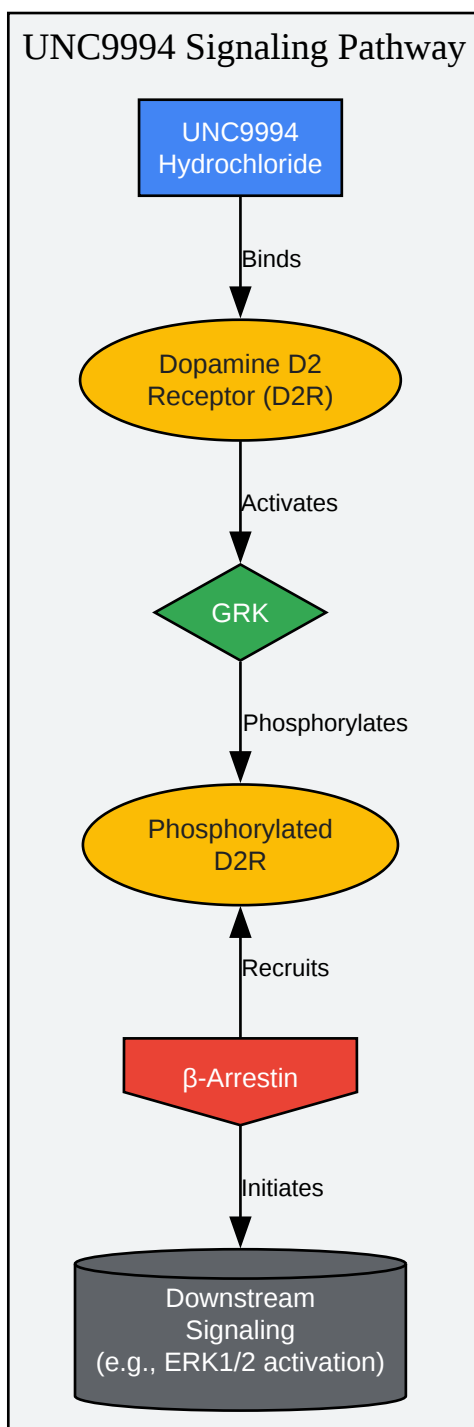 UNC9994 Signaling Pathway
UNC9994
Hydrochloride
Binds
Dopamine D2
Receptor (D2R)
Activates
GRK
Phosphorylates
Phosphorylated
D2R
Recruits
β-Arrestin
Initiates
Downstream
Signaling
(e.g., ERK1/2 activation)